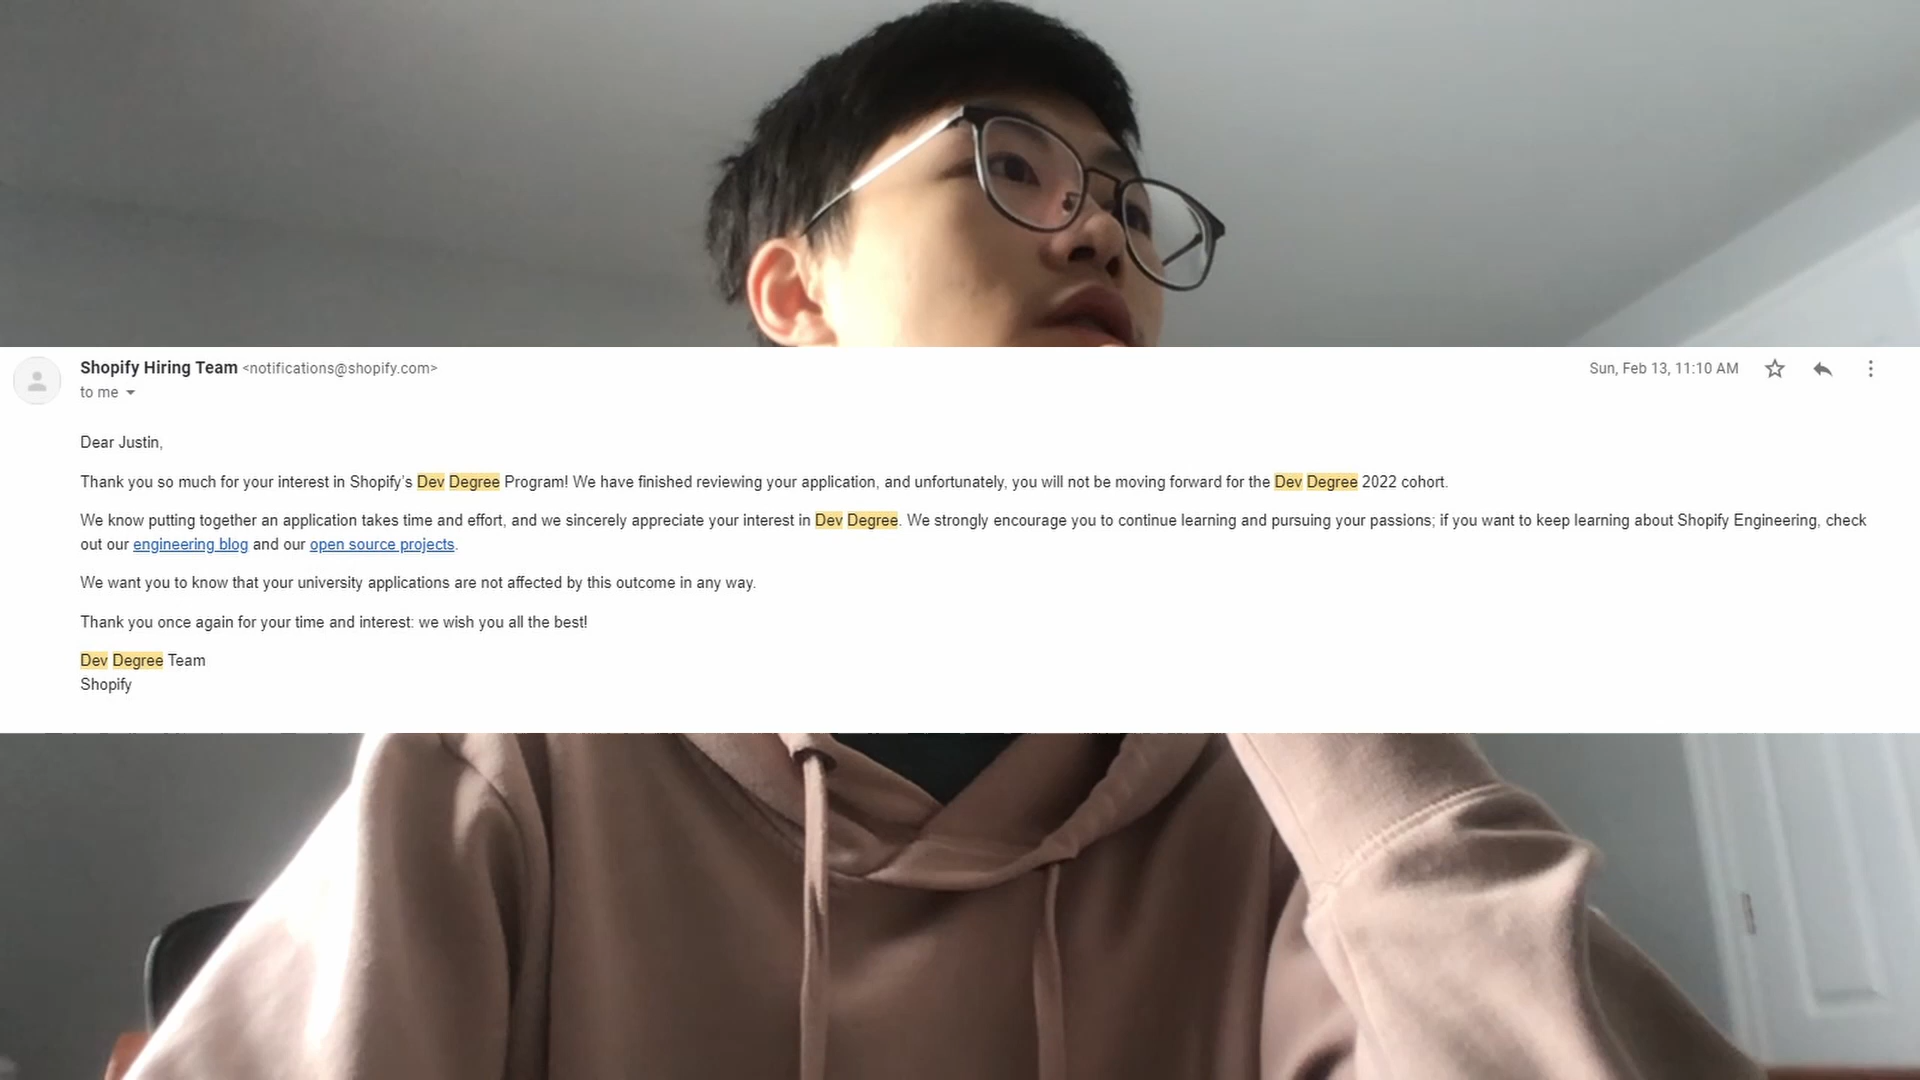 Shopify Hiring Team <notifications@shopify.com>
Sun, Feb 13, 11:10 AM
to me
Dear Justin,
Thank you so much for your interest in Shopify's Dev Degree Program! We have finished reviewing your application, and unfortunately, you will not be moving forward for the Dev Degree 2022 cohort.
We know putting together an application takes time and effort, and we sincerely appreciate your interest in Dev Degree. We strongly encourage you to continue learning and pursuing your passions; if you want to keep learning about Shopify Engineering, check
out our engineering blog and our open source projects.
We want you to know that your university applications are not affected by this outcome in any way.
Thank you once again for your time and interest: we wish you all the best!
Dev Degree Team
Shopify